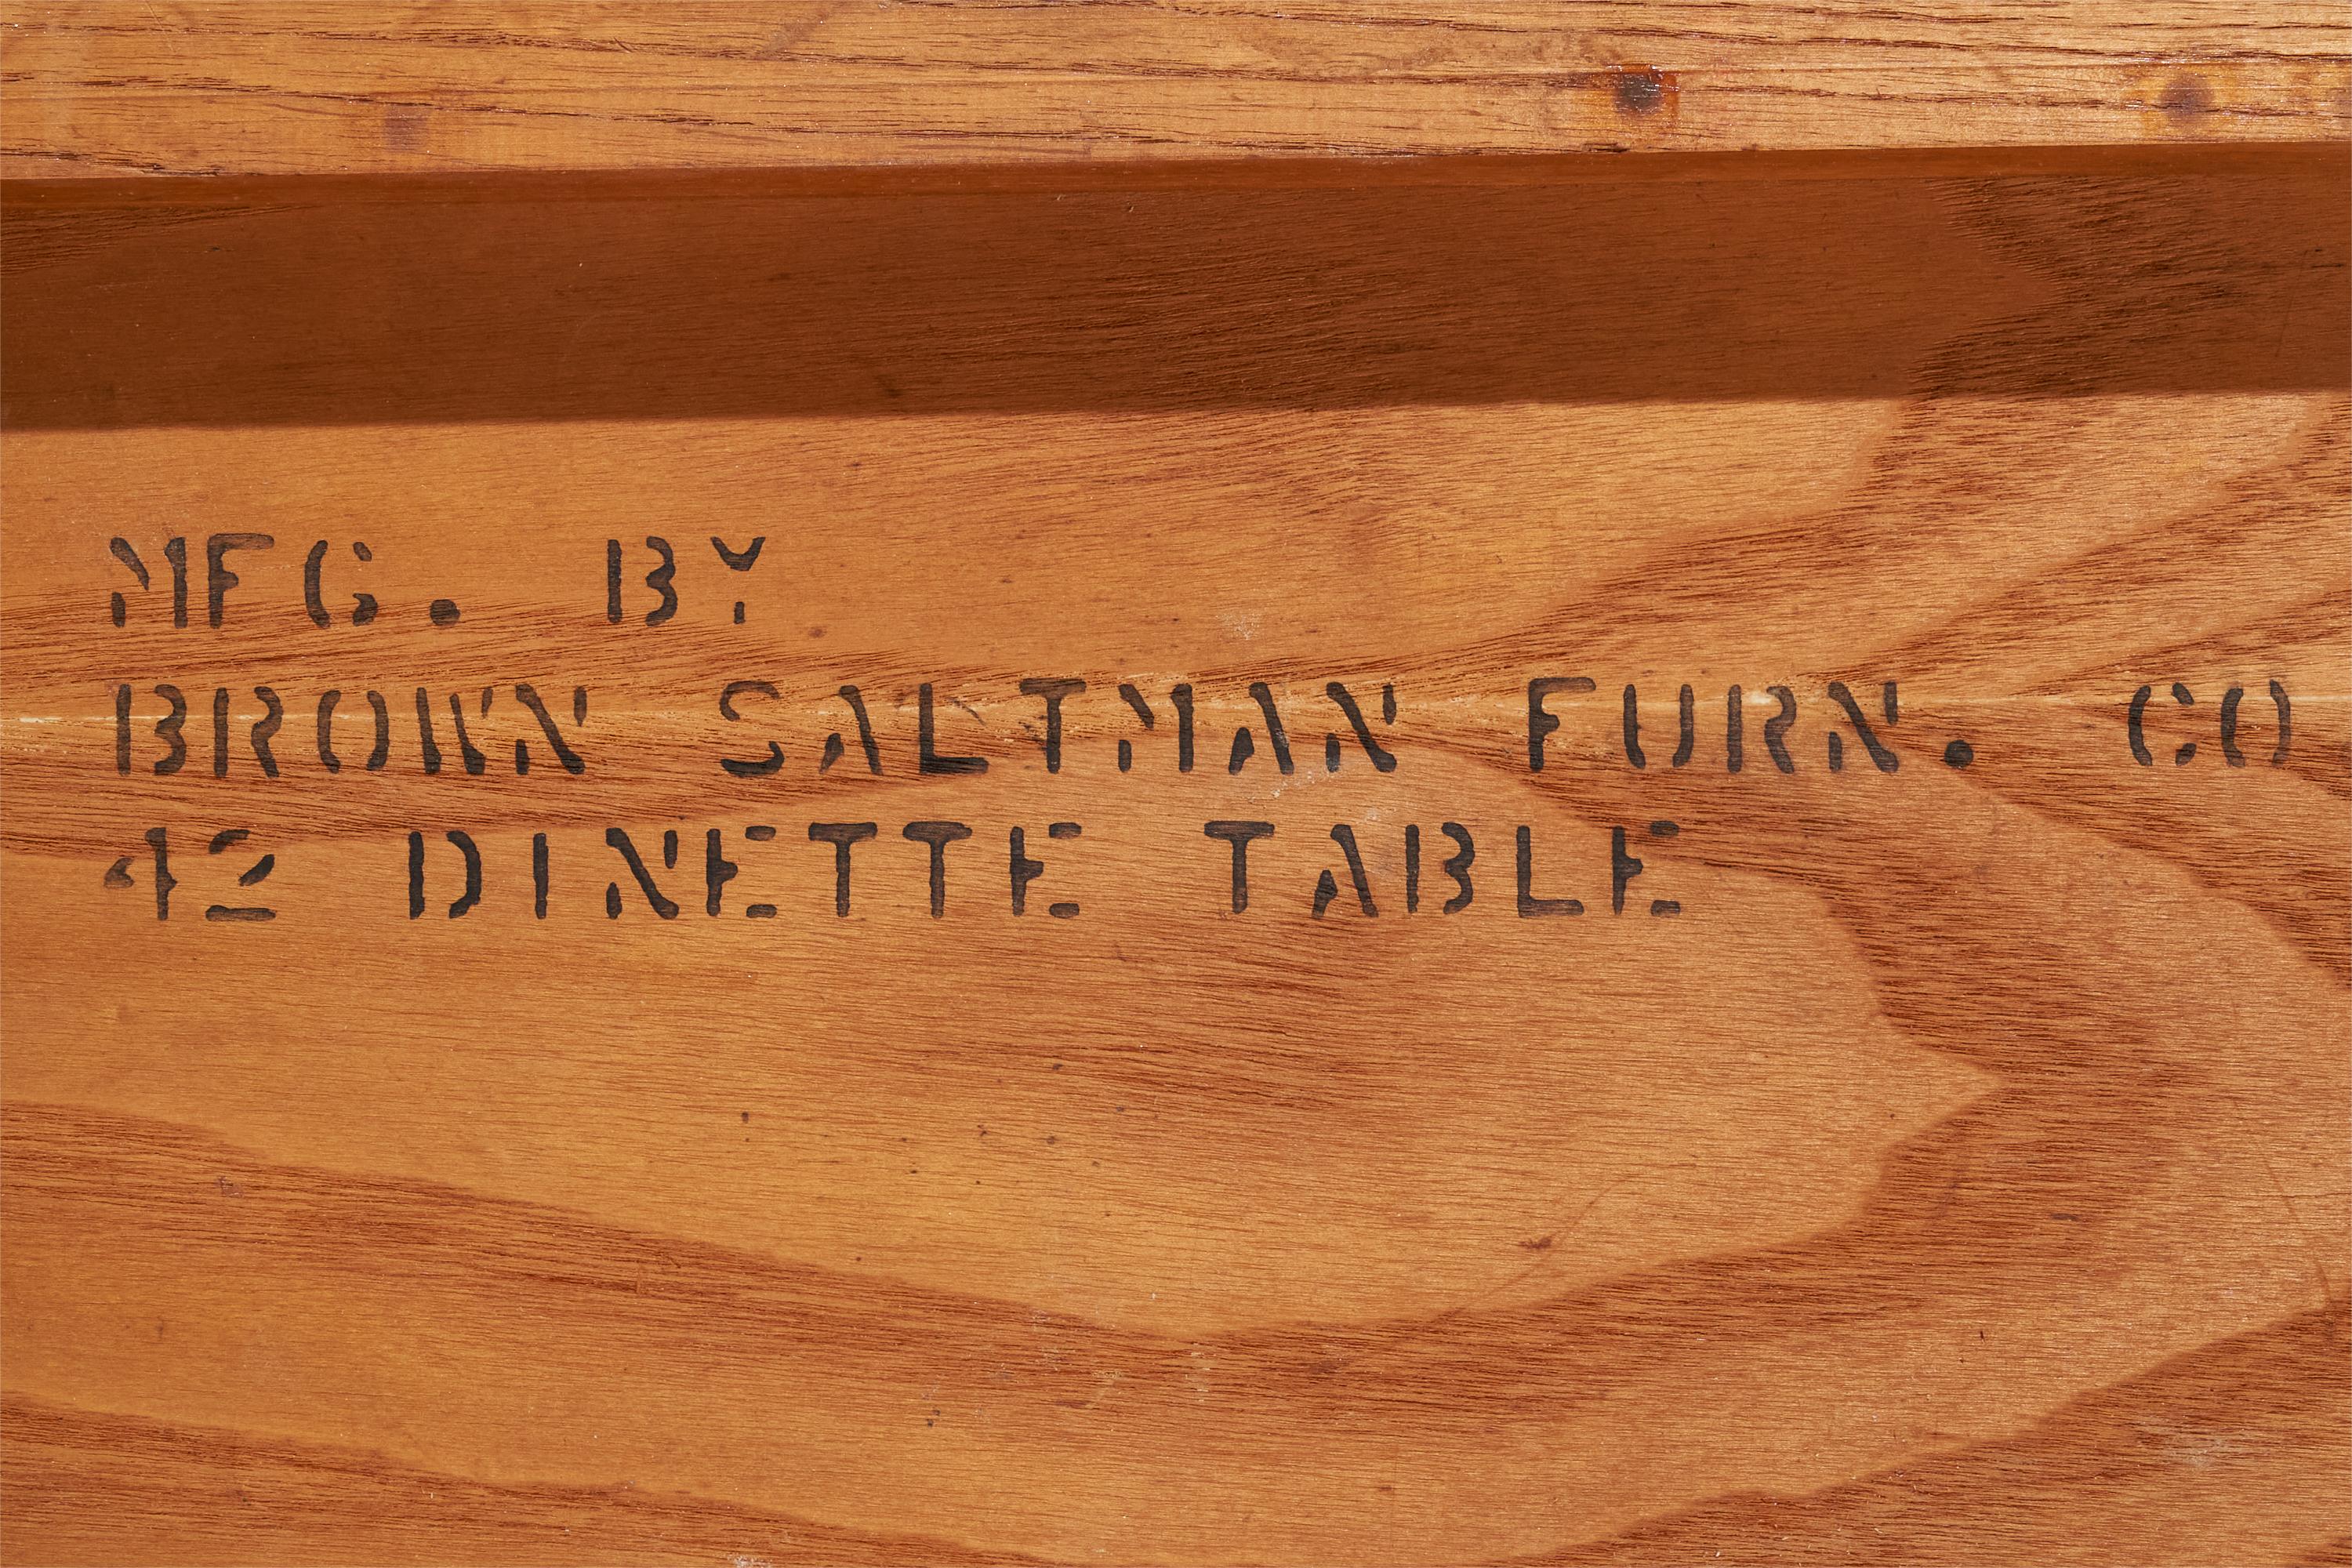 MFG. BY
BROWN SALTMAN FURN. CO
42 DINETTE TABLE